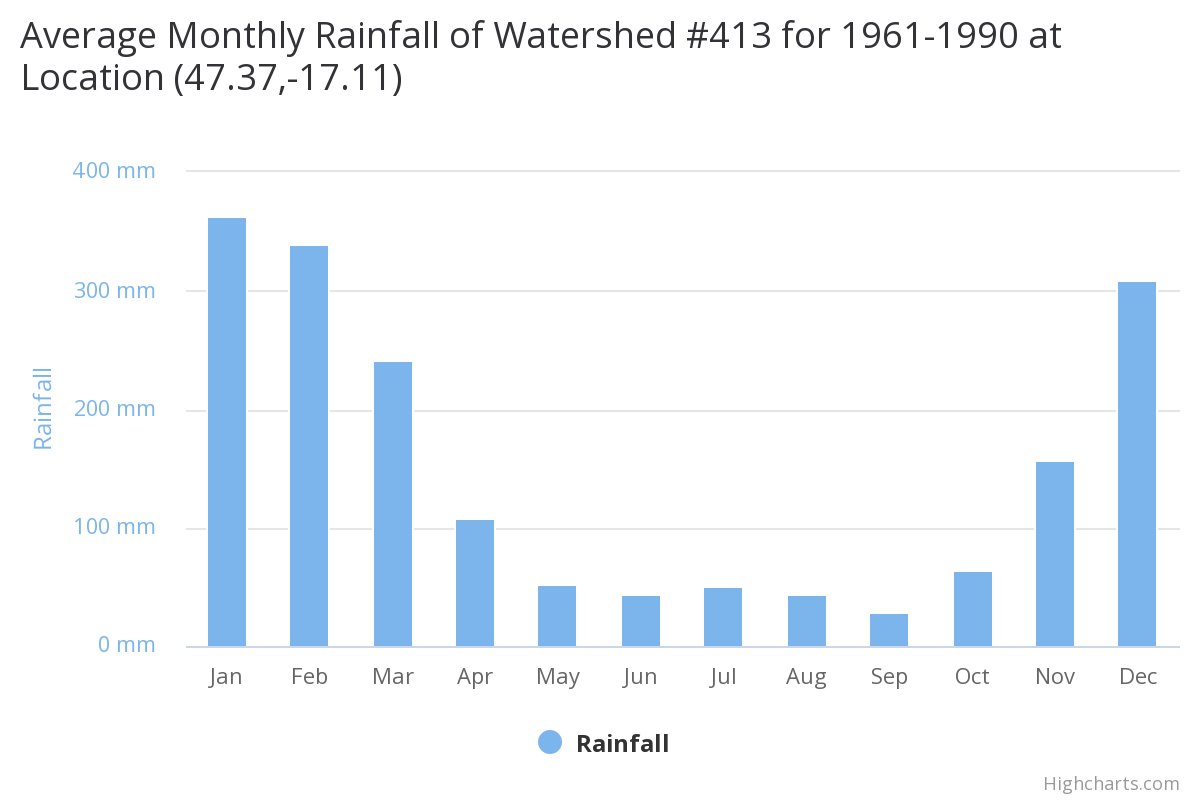 Average Monthly Rainfall of Watershed #413 for 1961-1990 at
Location (47.37,-17.11)
400 mm
300 mm
200 mm
100 mm
0 mm
Rainfall
Jan Feb Mar Apr May Jun Jul Aug Sep Oct Nov Dec
Rainfall
Highcharts.com